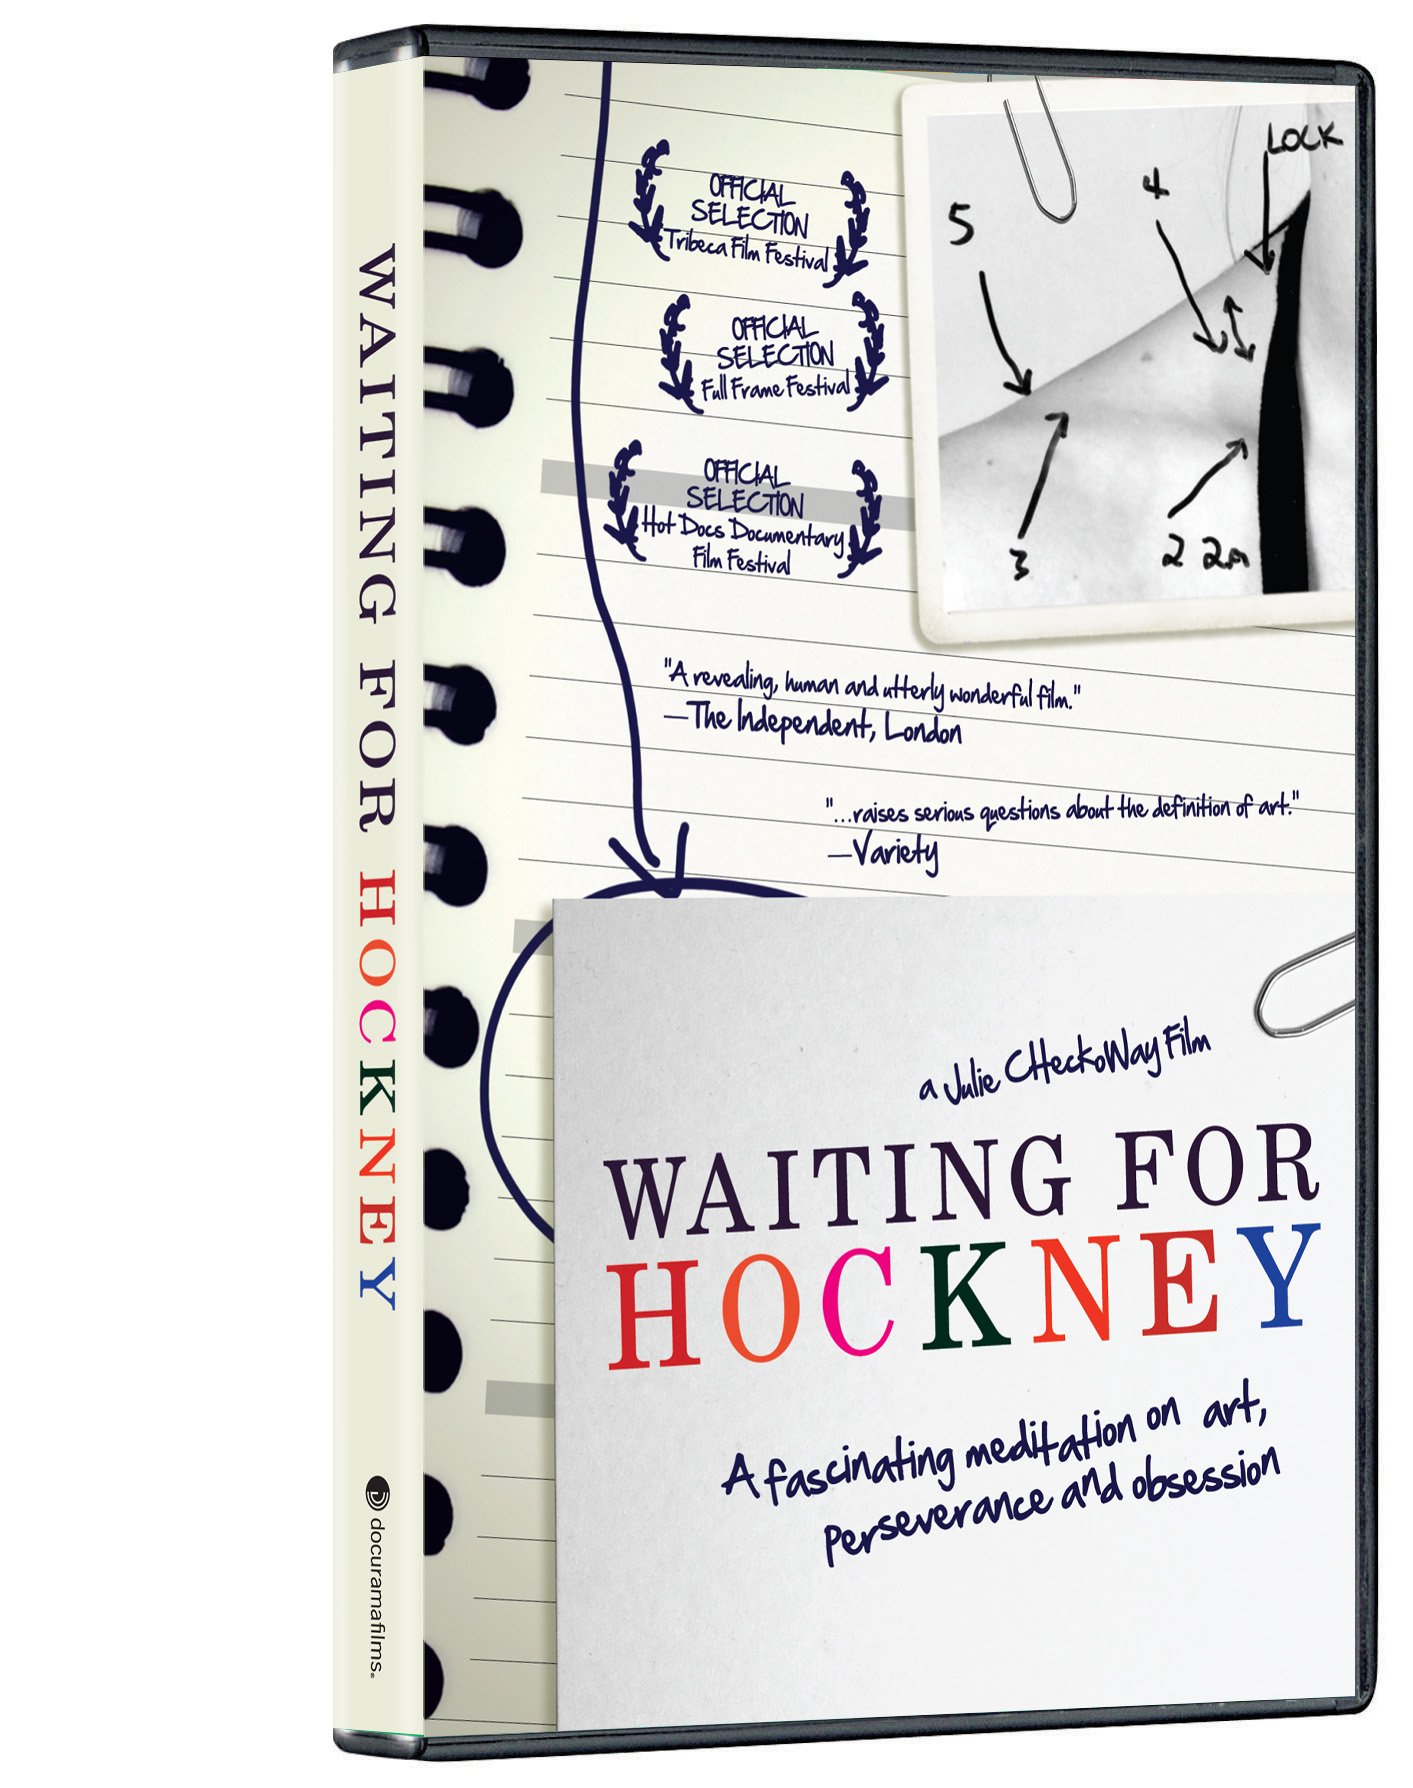 WAITING FOR HOCKNEY
docuramafilms®
OFFICIAL
SELECTION
Tribeca Film Festival
OFFICIAL
SELECTION
Full Frame Festival
OFFICIAL
SELECTION
Hot Docs Documentary
Film Festival
LOCK
4
5
3
2
"A revealing, human and utterly wonderful film."
—The Independent, London
"...raises serious questions about the definition of art."
—Variety
a Julie CHeckoWay Film
WAITING FOR
HOCKNEY
A fascinating meditation on art,
perseverance and obsession